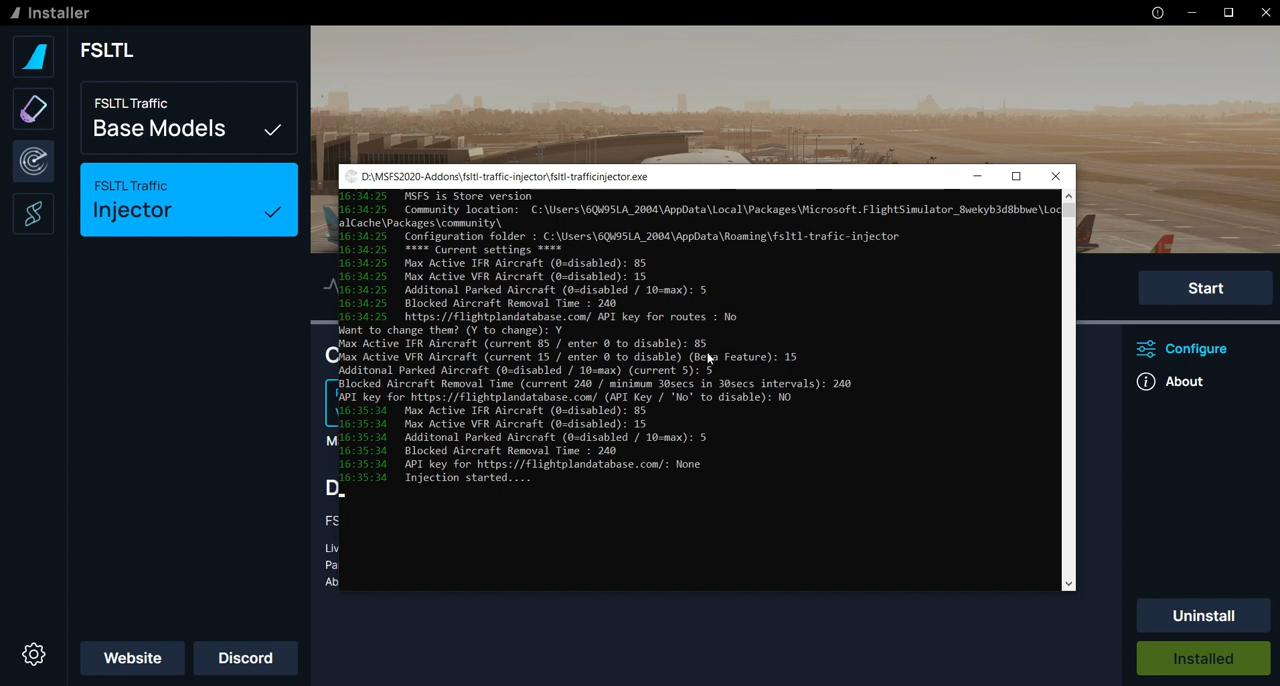 Installer
FSLTL
FSLTL Traffic
Base Models
FSLTL Traffic
Injector
D:\MSFS2020-Addons\fsltl-traffic-injector\fsltl-trafficinjector.exe
16:34:25 MSFS is Store version
16:34:25 Community location: C:\Users\6QW95LA_2004\AppData\Local\Packages\Microsoft.FlightSimulator_8wekyb3d8bbwe\Loc
alCache\Packages\community\
16:34:25 Configuration folder : C:\Users\6QW95LA_2004\AppData\Roaming\fsltl-trafic-injector
16:34:25 **** Current settings ****
16:34:25 Max Active IFR Aircraft (0=disabled): 85
16:34:25 Max Active VFR Aircraft (0=disabled): 15
16:34:25 Additonal Parked Aircraft (0=disabled / 10=max): 5
16:34:25 Blocked Aircraft Removal Time : 240
16:34:25 https://flightplandatabase.com/ API key for routes : No
Want to change them? (Y to change): Y
Max Active IFR Aircraft (current 85 / enter 0 to disable): 85
Max Active VFR Aircraft (current 15 / enter 0 to disable) (Beta Feature): 15
Additonal Parked Aircraft (0=disabled / 10=max) (current 5): 5
Blocked Aircraft Removal Time (current 240 / minimum 30secs in 30secs intervals): 240
API key for https://flightplandatabase.com/ (API Key / 'No' to disable): NO
16:35:34 Max Active IFR Aircraft (0=disabled): 85
16:35:34 Max Active VFR Aircraft (0=disabled): 15
16:35:34 Additonal Parked Aircraft (0=disabled / 10=max): 5
16:35:34 Blocked Aircraft Removal Time : 240
16:35:34 API key for https://flightplandatabase.com/: None
16:35:34 Injection started....
Start
Configure
About
Website
Discord
Uninstall
Installed